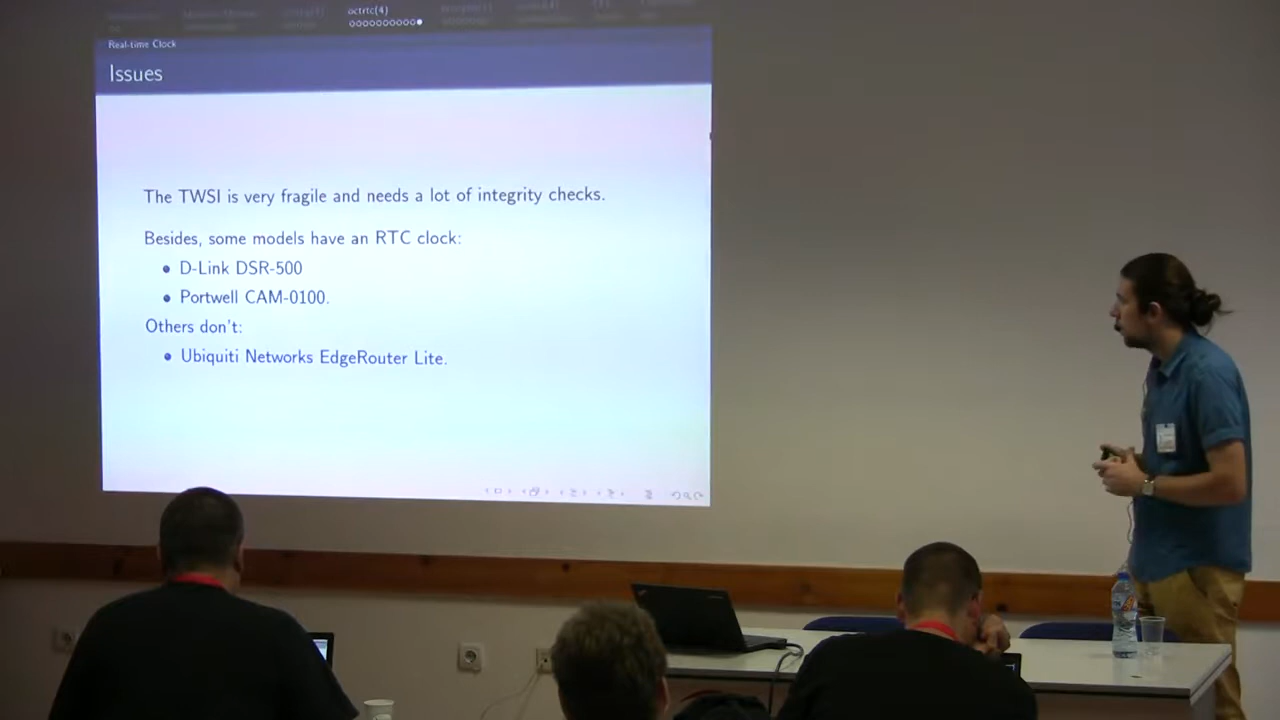 octrtc(4)
Real-time Clock
Issues
The TWSI is very fragile and needs a lot of integrity checks.
Besides, some models have an RTC clock:
D-Link DSR-500
Portwell CAM-0100.
Others don't:
Ubiquiti Networks EdgeRouter Lite.